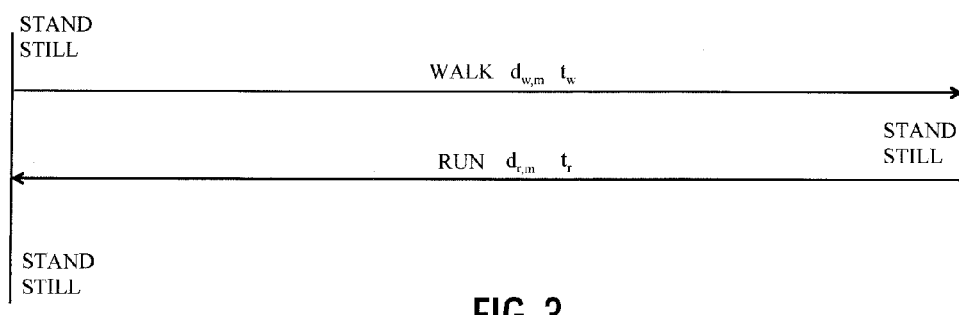 STAND
STILL
WALK d_w,m t_w
STAND
STILL
RUN d_r,m t_r
STAND
STILL
FIG. 3